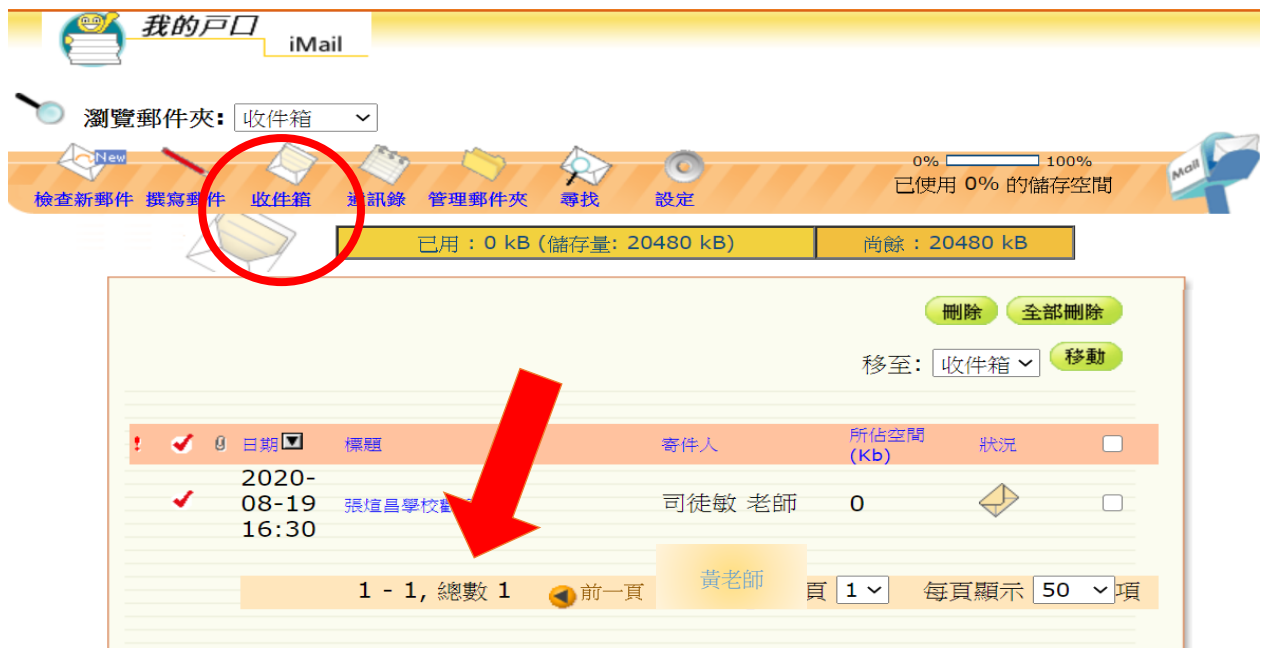 我的戸口
iMail
瀏覽郵件夾: 收件箱
New
檢查新郵件 撰寫郵件 收件箱 通訊錄 管理郵件夾 尋找 設定
0% 100%
已使用 0% 的儲存空間
Mail
已用 : 0 kB (儲存量: 20480 kB) 尚餘 : 20480 kB
刪除 全部刪除
移至: 收件箱 移動
! 日期 標題 寄件人 所佔空間 (Kb) 狀況
2020-
08-19
16:30
張煊昌學校
司徒敏 老師 0
1 - 1, 總數 1 前一頁 黃老師 頁 1 每頁顯示 50 項